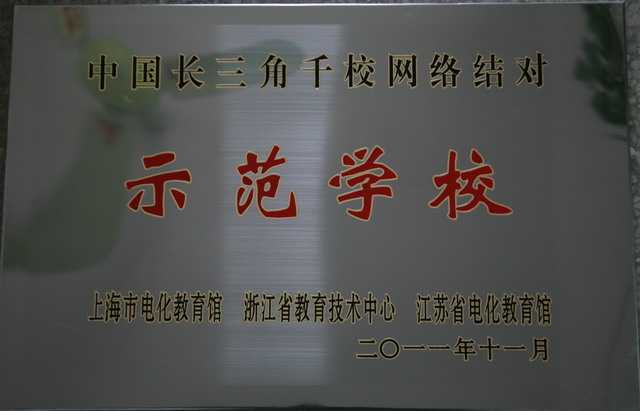 中国长三角千校网络结对
示范学校
上海市电化教育馆 浙江省教育技术中心 江苏省电化教育馆
二〇一一年十一月